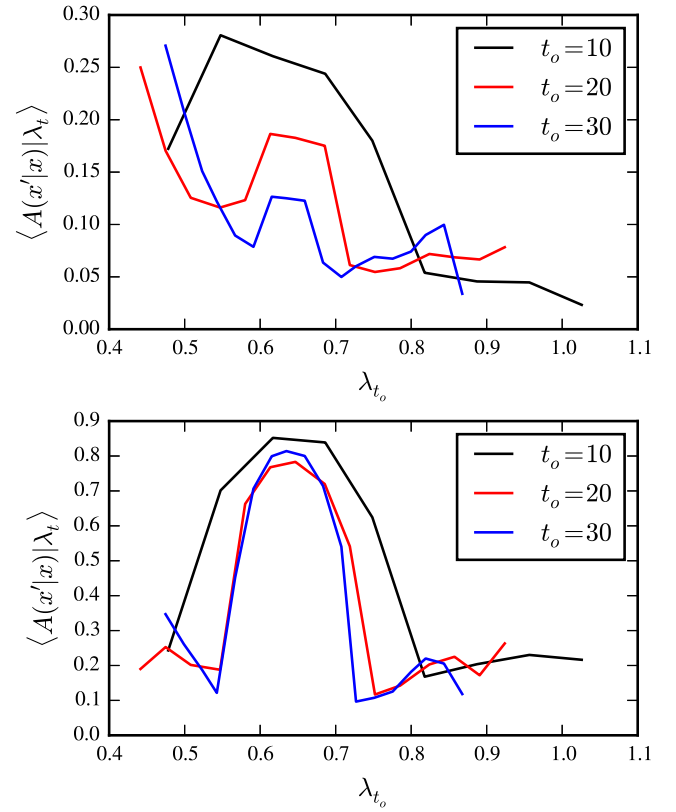 0.30
0.25
0.20
0.15
0.10
0.05
0.00
⟨A(x′|x)|λ_t⟩
t_o=10
t_o=20
t_o=30
0.4 0.5 0.6 0.7 0.8 0.9 1.0 1.1
λ_{t_o}
0.9
0.8
0.7
0.6
0.5
0.4
0.3
0.2
0.1
0.0
⟨A(x′|x)|λ_t⟩
t_o=10
t_o=20
t_o=30
0.4 0.5 0.6 0.7 0.8 0.9 1.0 1.1
λ_{t_o}